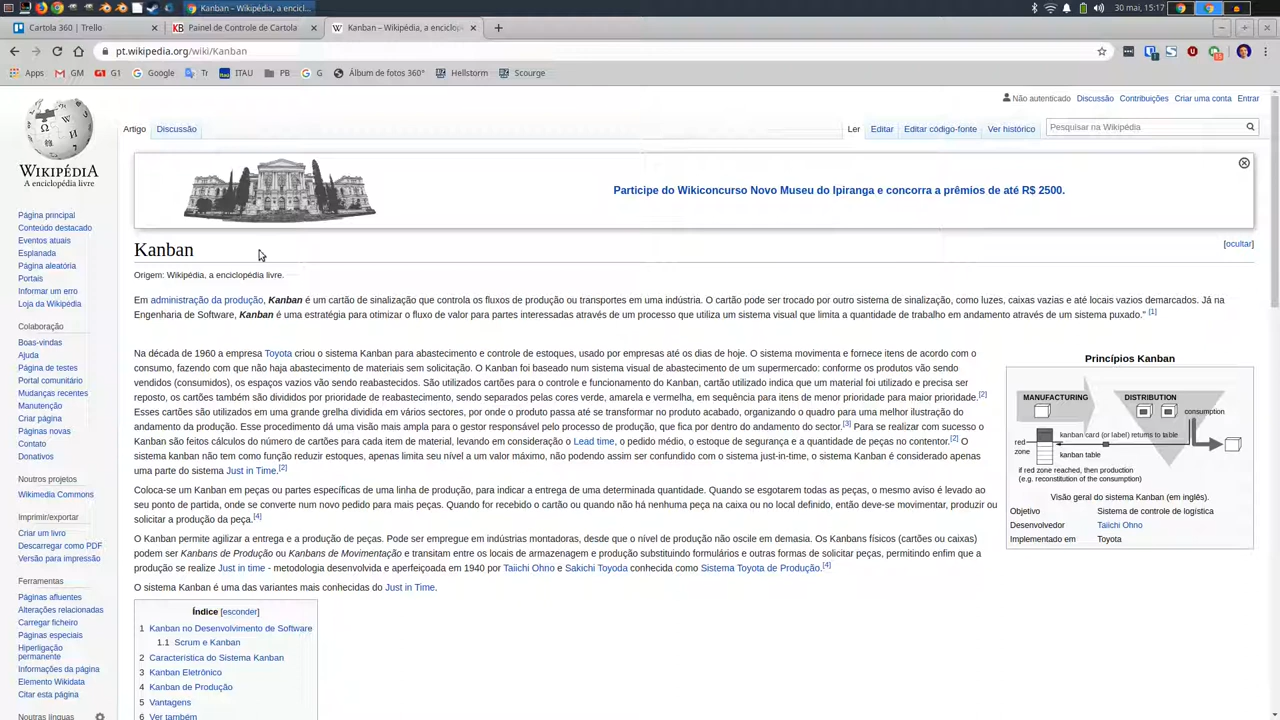 Kanban – Wikipédia, a encicl...
30 mai, 15:17
Cartola 360 | Trello
Painel de Controle de Cartola
Kanban – Wikipédia, a enciclop
pt.wikipedia.org/wiki/Kanban
Apps GM G1 Google Tr ITAU PB G Álbum de fotos 360° Hellstorm Scourge
Não autenticado Discussão Contribuições Criar uma conta Entrar
Artigo Discussão Ler Editar Editar código-fonte Ver histórico Pesquisar na Wikipédia
WIKIPÉDIA
A enciclopédia livre
Participe do Wikiconcurso Novo Museu do Ipiranga e concorra a prêmios de até R$ 2500.
Página principal
Conteúdo destacado
Eventos atuais
Esplanada
Página aleatória
Portais
Informar um erro
Loja da Wikipédia
Colaboração
Boas-vindas
Ajuda
Página de testes
Portal comunitário
Mudanças recentes
Manutenção
Criar página
Páginas novas
Contato
Donativos
Noutros projetos
Wikimedia Commons
Imprimir/exportar
Criar um livro
Descarregar como PDF
Versão para impressão
Ferramentas
Páginas afluentes
Alterações relacionadas
Carregar ficheiro
Páginas especiais
Hiperligação
permanente
Informações da página
Elemento Wikidata
Citar esta página
Noutras línguas
Kanban
[ocultar]
Origem: Wikipédia, a enciclopédia livre.
Em administração da produção, Kanban é um cartão de sinalização que controla os fluxos de produção ou transportes em uma indústria. O cartão pode ser trocado por outro sistema de sinalização, como luzes, caixas vazias e até locais vazios demarcados. Já na
Engenharia de Software, Kanban é uma estratégia para otimizar o fluxo de valor para partes interessadas através de um processo que utiliza um sistema visual que limita a quantidade de trabalho em andamento através de um sistema puxado." [1]
Na década de 1960 a empresa Toyota criou o sistema Kanban para abastecimento e controle de estoques, usado por empresas até os dias de hoje. O sistema movimenta e fornece itens de acordo com o
consumo, fazendo com que não haja abastecimento de materiais sem solicitação. O Kanban foi baseado num sistema visual de abastecimento de um supermercado: conforme os produtos vão sendo
vendidos (consumidos), os espaços vazios vão sendo reabastecidos. São utilizados cartões para o controle e funcionamento do Kanban, cartão utilizado indica que um material foi utilizado e precisa ser
reposto, os cartões também são divididos por prioridade de reabastecimento, sendo separados pelas cores verde, amarela e vermelha, em sequência para itens de menor prioridade para maior prioridade.[2]
Esses cartões são utilizados em uma grelha dividida em vários sectores, por onde o produto passa até se transformar no produto acabado, organizando o quadro para uma melhor ilustração do
andamento da produção. Esse procedimento dá uma visão mais ampla para o gestor responsável pelo processo de produção, que fica por dentro do andamento do sector.[3] Para se realizar com sucesso o
Kanban são feitos cálculos do número de cartões para cada item de material, levando em consideração o Lead time, o pedido médio, o estoque de segurança e a quantidade de peças no contentor.[2] O
sistema kanban não tem como função reduzir estoques, apenas limita seu nível a um valor máximo, não podendo assim ser confundido com o sistema just-in-time, o sistema Kanban é considerado apenas
uma parte do sistema Just in Time.[2]
Coloca-se um Kanban em peças ou partes específicas de uma linha de produção, para indicar a entrega de uma determinada quantidade. Quando se esgotarem todas as peças, o mesmo aviso é levado ao
seu ponto de partida, onde se converte num novo pedido para mais peças. Quando for recebido o cartão ou quando não há nenhuma peça na caixa ou no local definido, então deve-se movimentar, produzir ou
solicitar a produção da peça.[4]
O Kanban permite agilizar a entrega e a produção de peças. Pode ser empregue em indústrias montadoras, desde que o nível de produção não oscile em demasia. Os Kanbans físicos (cartões ou caixas)
podem ser Kanbans de Produção ou Kanbans de Movimentação e transitam entre os locais de armazenagem e produção substituindo formulários e outras formas de solicitar peças, permitindo enfim que a
produção se realize Just in time - metodologia desenvolvida e aperfeiçoada em 1940 por Taiichi Ohno e Sakichi Toyoda conhecida como Sistema Toyota de Produção.[4]
O sistema Kanban é uma das variantes mais conhecidas do Just in Time.
Princípios Kanban
MANUFACTURING
DISTRIBUTION
consumption
kanban card (or label) returns to table
red
zone
kanban table
if red zone reached, then production
(e.g. reconstitution of the consumption)
Visão geral do sistema Kanban (em inglês).
Objetivo Sistema de controle de logística
Desenvolvedor Taiichi Ohno
Implementado em Toyota
Índice [esconder]
1 Kanban no Desenvolvimento de Software
1.1 Scrum e Kanban
2 Característica do Sistema Kanban
3 Kanban Eletrônico
4 Kanban de Produção
5 Vantagens
6 Ver também